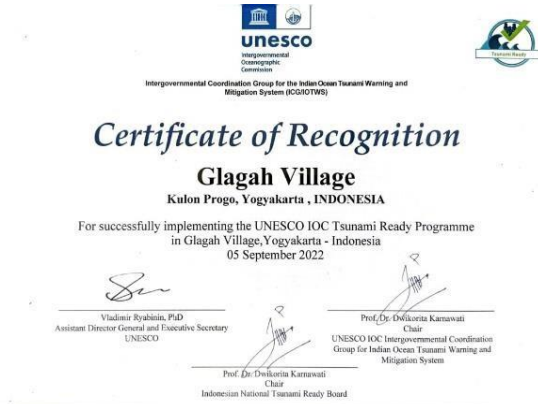 unesco
Intergovernmental
Oceanographic
Commission
Tsunami Ready
Intergovernmental Coordination Group for the Indian Ocean Tsunami Warning and
Mitigation System (ICG/IOTWS)
Certificate of Recognition
Glagah Village
Kulon Progo, Yogyakarta , INDONESIA
For successfully implementing the UNESCO IOC Tsunami Ready Programme
in Glagah Village,Yogyakarta - Indonesia
05 September 2022
Vladimir Ryabinin, PhD
Assistant Director General and Executive Secretary
UNESCO
Prof. Dr. Dwikorita Karnawati
Chair
UNESCO IOC Intergovernmental Coordination
Group for Indian Ocean Tsunami Warning and
Mitigation System
Prof. Dr. Dwikorita Karnawati
Chair
Indonesian National Tsunami Ready Board